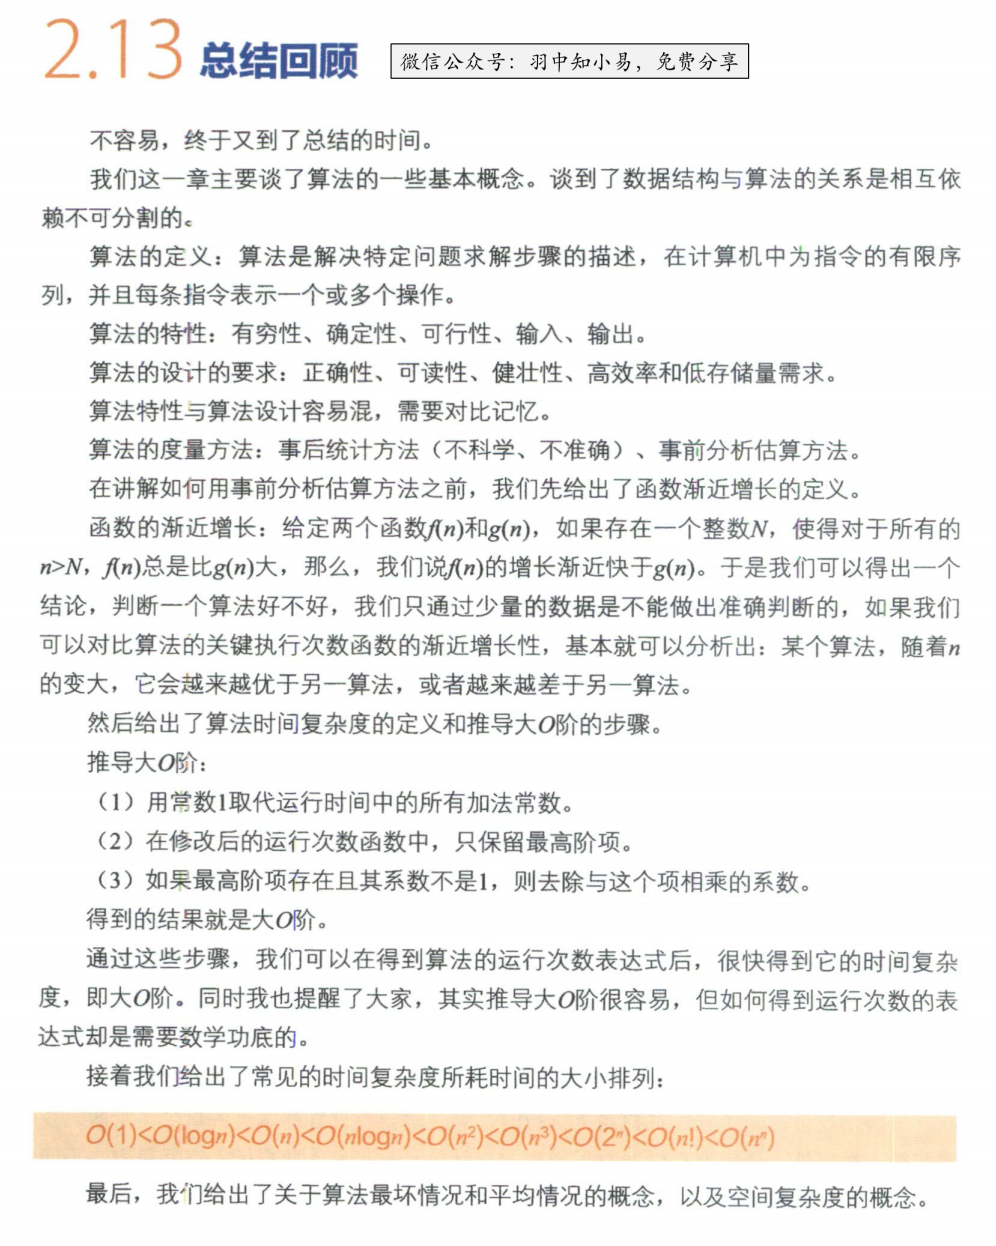 2.13 总结回顾
微信公众号：羽中知小易，免费分享
不容易，终于又到了总结的时间。
我们这一章主要谈了算法的一些基本概念。谈到了数据结构与算法的关系是相互依
赖不可分割的。
算法的定义：算法是解决特定问题求解步骤的描述，在计算机中为指令的有限序
列，并且每条指令表示一个或多个操作。
算法的特性：有穷性、确定性、可行性、输入、输出。
算法的设计的要求：正确性、可读性、健壮性、高效率和低存储量需求。
算法特性与算法设计容易混，需要对比记忆。
算法的度量方法：事后统计方法（不科学、不准确）、事前分析估算方法。
在讲解如何用事前分析估算方法之前，我们先给出了函数渐近增长的定义。
函数的渐近增长：给定两个函数f(n)和g(n)，如果存在一个整数N，使得对于所有的
n>N，f(n)总是比g(n)大，那么，我们说f(n)的增长渐近快于g(n)。于是我们可以得出一个
结论，判断一个算法好不好，我们只通过少量的数据是不能做出准确判断的，如果我们
可以对比算法的关键执行次数函数的渐近增长性，基本就可以分析出：某个算法，随着n
的变大，它会越来越优于另一算法，或者越来越差于另一算法。
然后给出了算法时间复杂度的定义和推导大O阶的步骤。
推导大O阶：
（1）用常数1取代运行时间中的所有加法常数。
（2）在修改后的运行次数函数中，只保留最高阶项。
（3）如果最高阶项存在且其系数不是1，则去除与这个项相乘的系数。
得到的结果就是大O阶。
通过这些步骤，我们可以在得到算法的运行次数表达式后，很快得到它的时间复杂
度，即大O阶。同时我也提醒了大家，其实推导大O阶很容易，但如何得到运行次数的表
达式却是需要数学功底的。
接着我们给出了常见的时间复杂度所耗时间的大小排列：
O(1)<O(logn)<O(n)<O(nlogn)<O(n²)<O(n³)<O(2ⁿ)<O(n!)<O(nⁿ)
最后，我们给出了关于算法最坏情况和平均情况的概念，以及空间复杂度的概念。